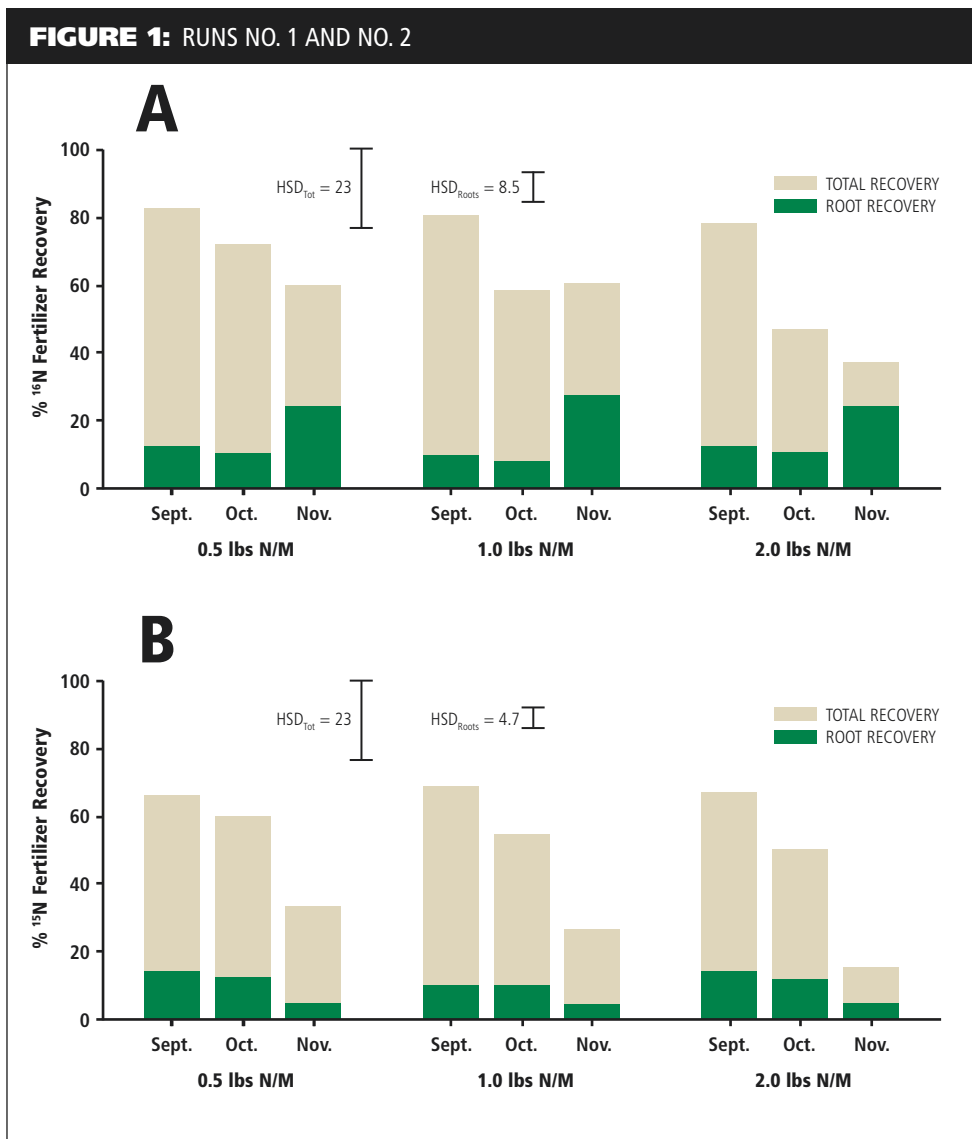 FIGURE 1: RUNS NO. 1 AND NO. 2
A
% ¹⁶N Fertilizer Recovery
100
80
60
40
20
0
HSD_Tot = 23
HSD_Roots = 8.5
TOTAL RECOVERY
ROOT RECOVERY
Sept. Oct. Nov. Sept. Oct. Nov. Sept. Oct. Nov.
0.5 lbs N/M 1.0 lbs N/M 2.0 lbs N/M
B
% ¹⁵N Fertilizer Recovery
100
80
60
40
20
0
HSD_Tot = 23
HSD_Roots = 4.7
TOTAL RECOVERY
ROOT RECOVERY
Sept. Oct. Nov. Sept. Oct. Nov. Sept. Oct. Nov.
0.5 lbs N/M 1.0 lbs N/M 2.0 lbs N/M